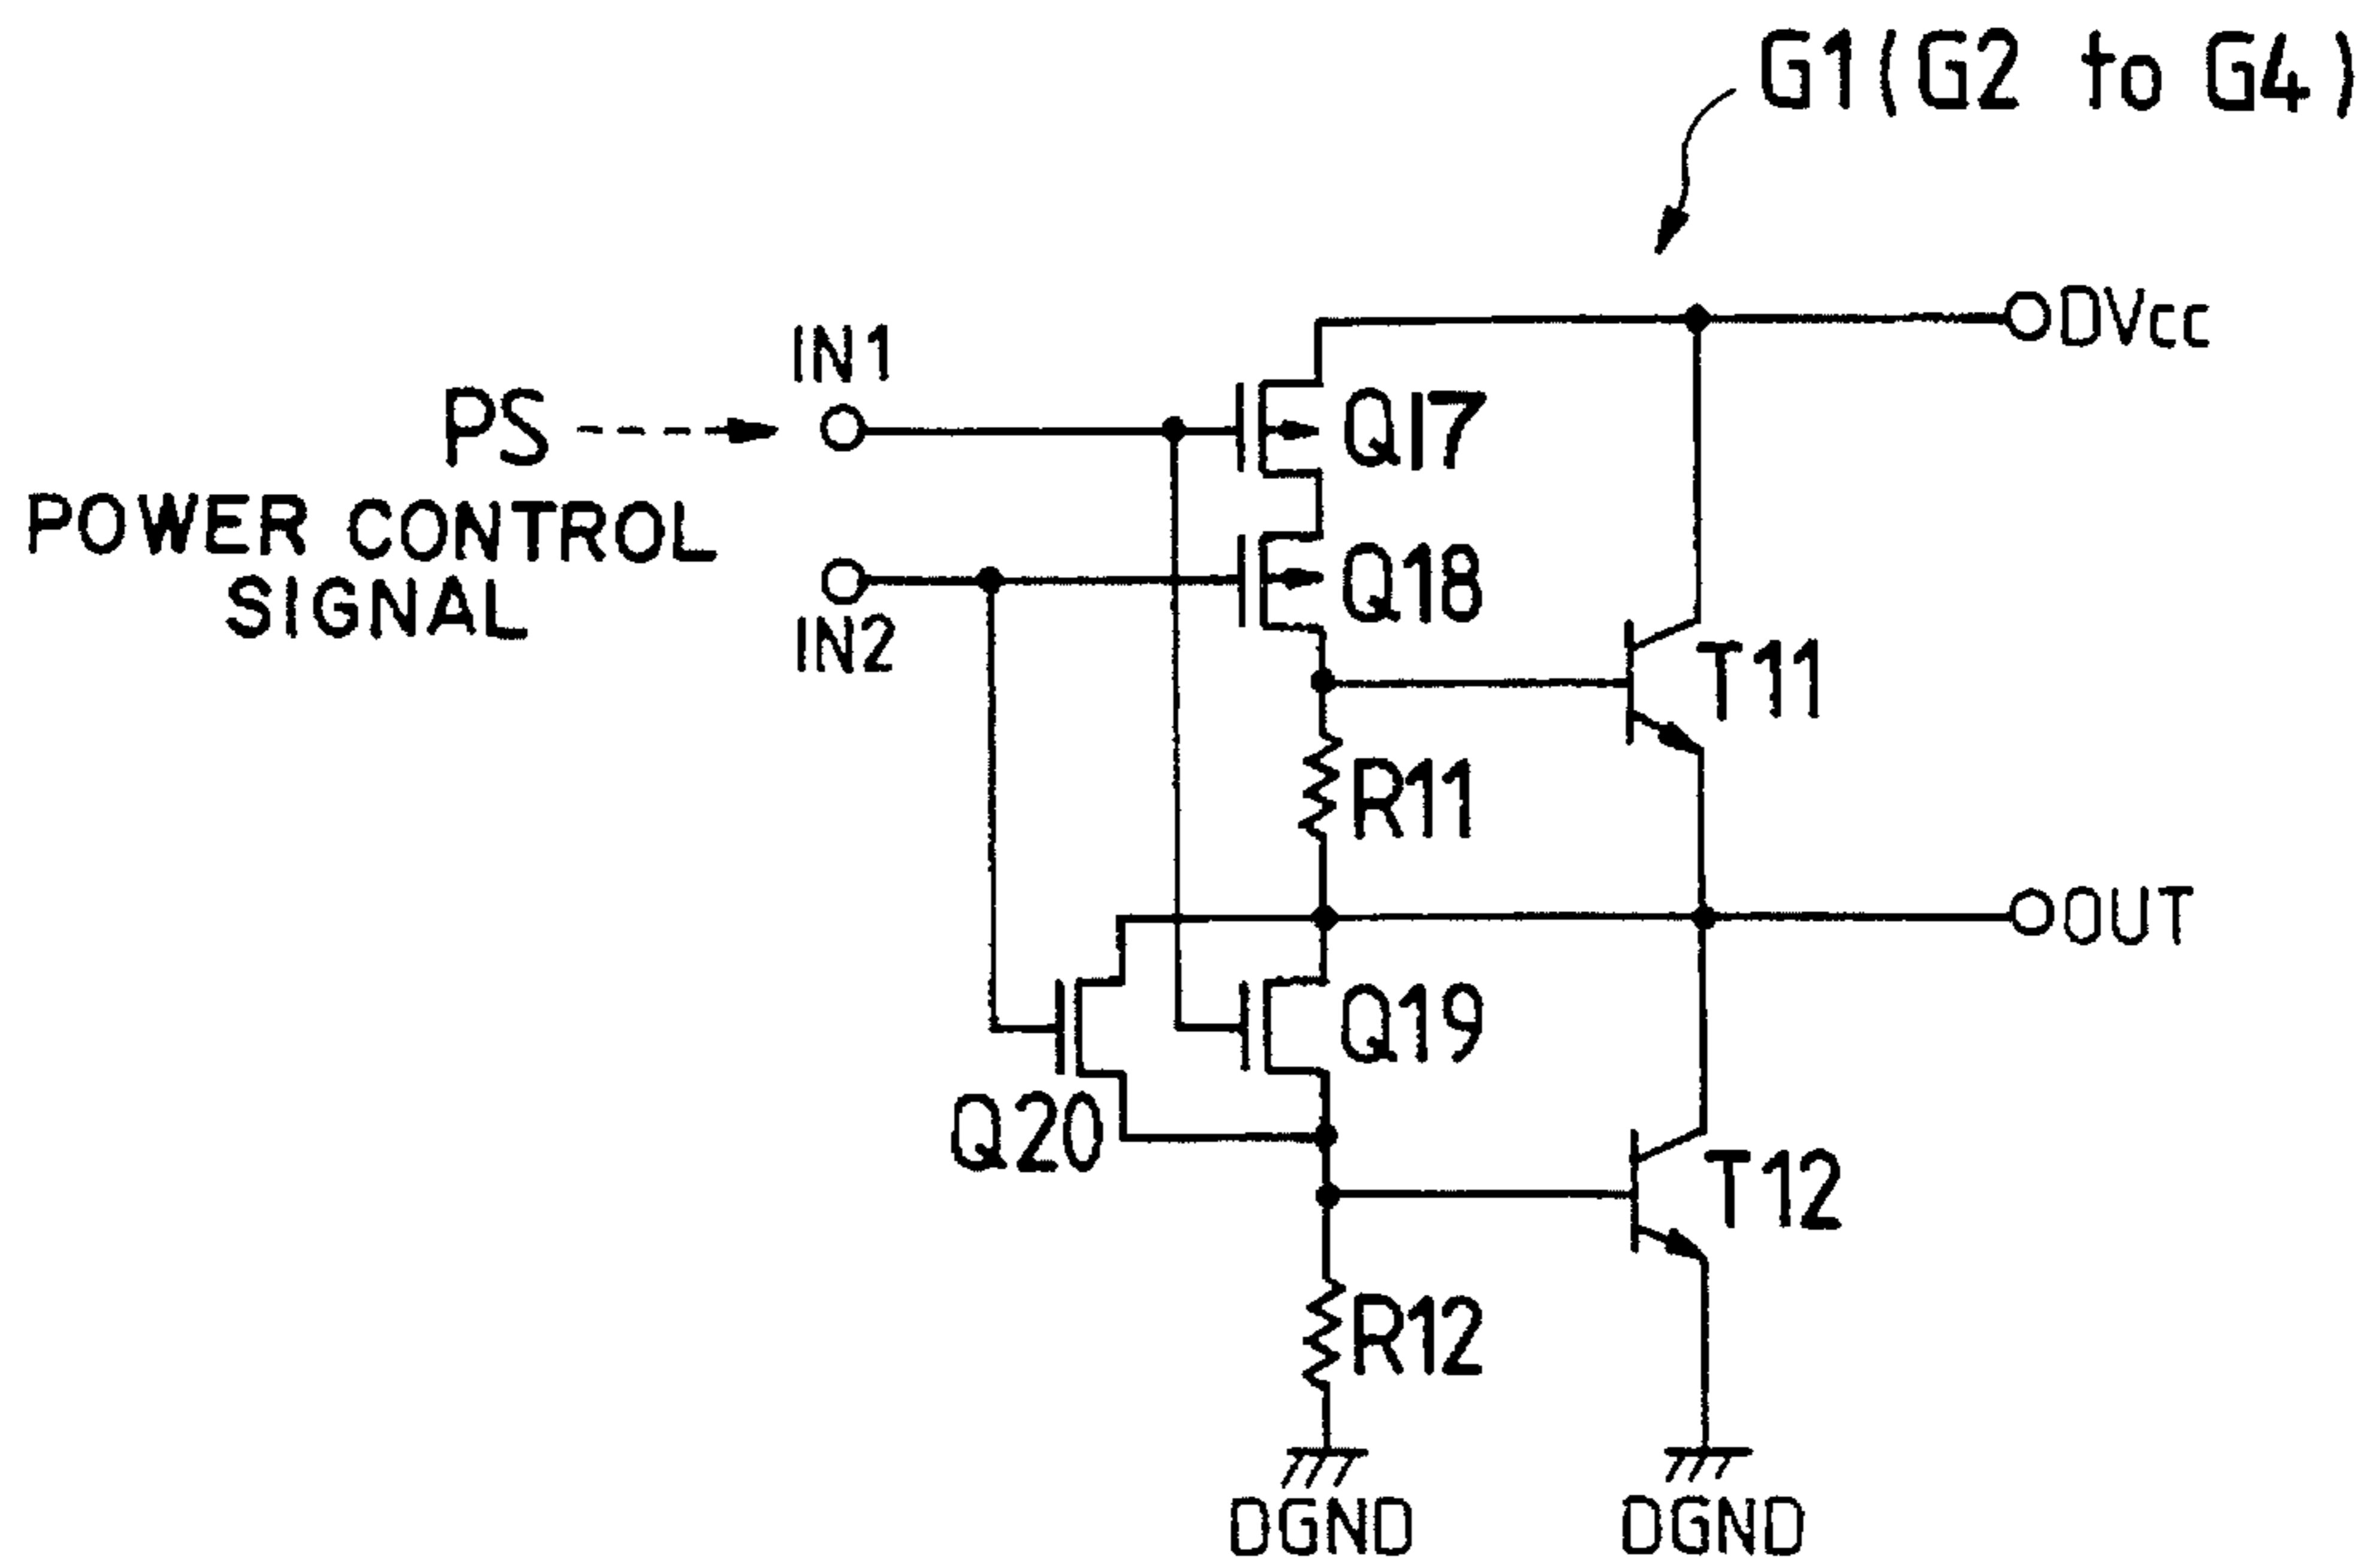 G1(G2 to G4)
DVcc
IN1
PS
Q17
POWER CONTROL
SIGNAL
Q18
IN2
T11
R11
OUT
Q19
Q20
T12
R12
DGND
DGND